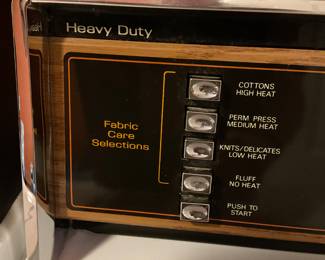 Heavy Duty
Fabric
Care
Selections
COTTONS
HIGH HEAT
PERM PRESS
MEDIUM HEAT
KNITS/DELICATES
LOW HEAT
FLUFF
NO HEAT
PUSH TO
START